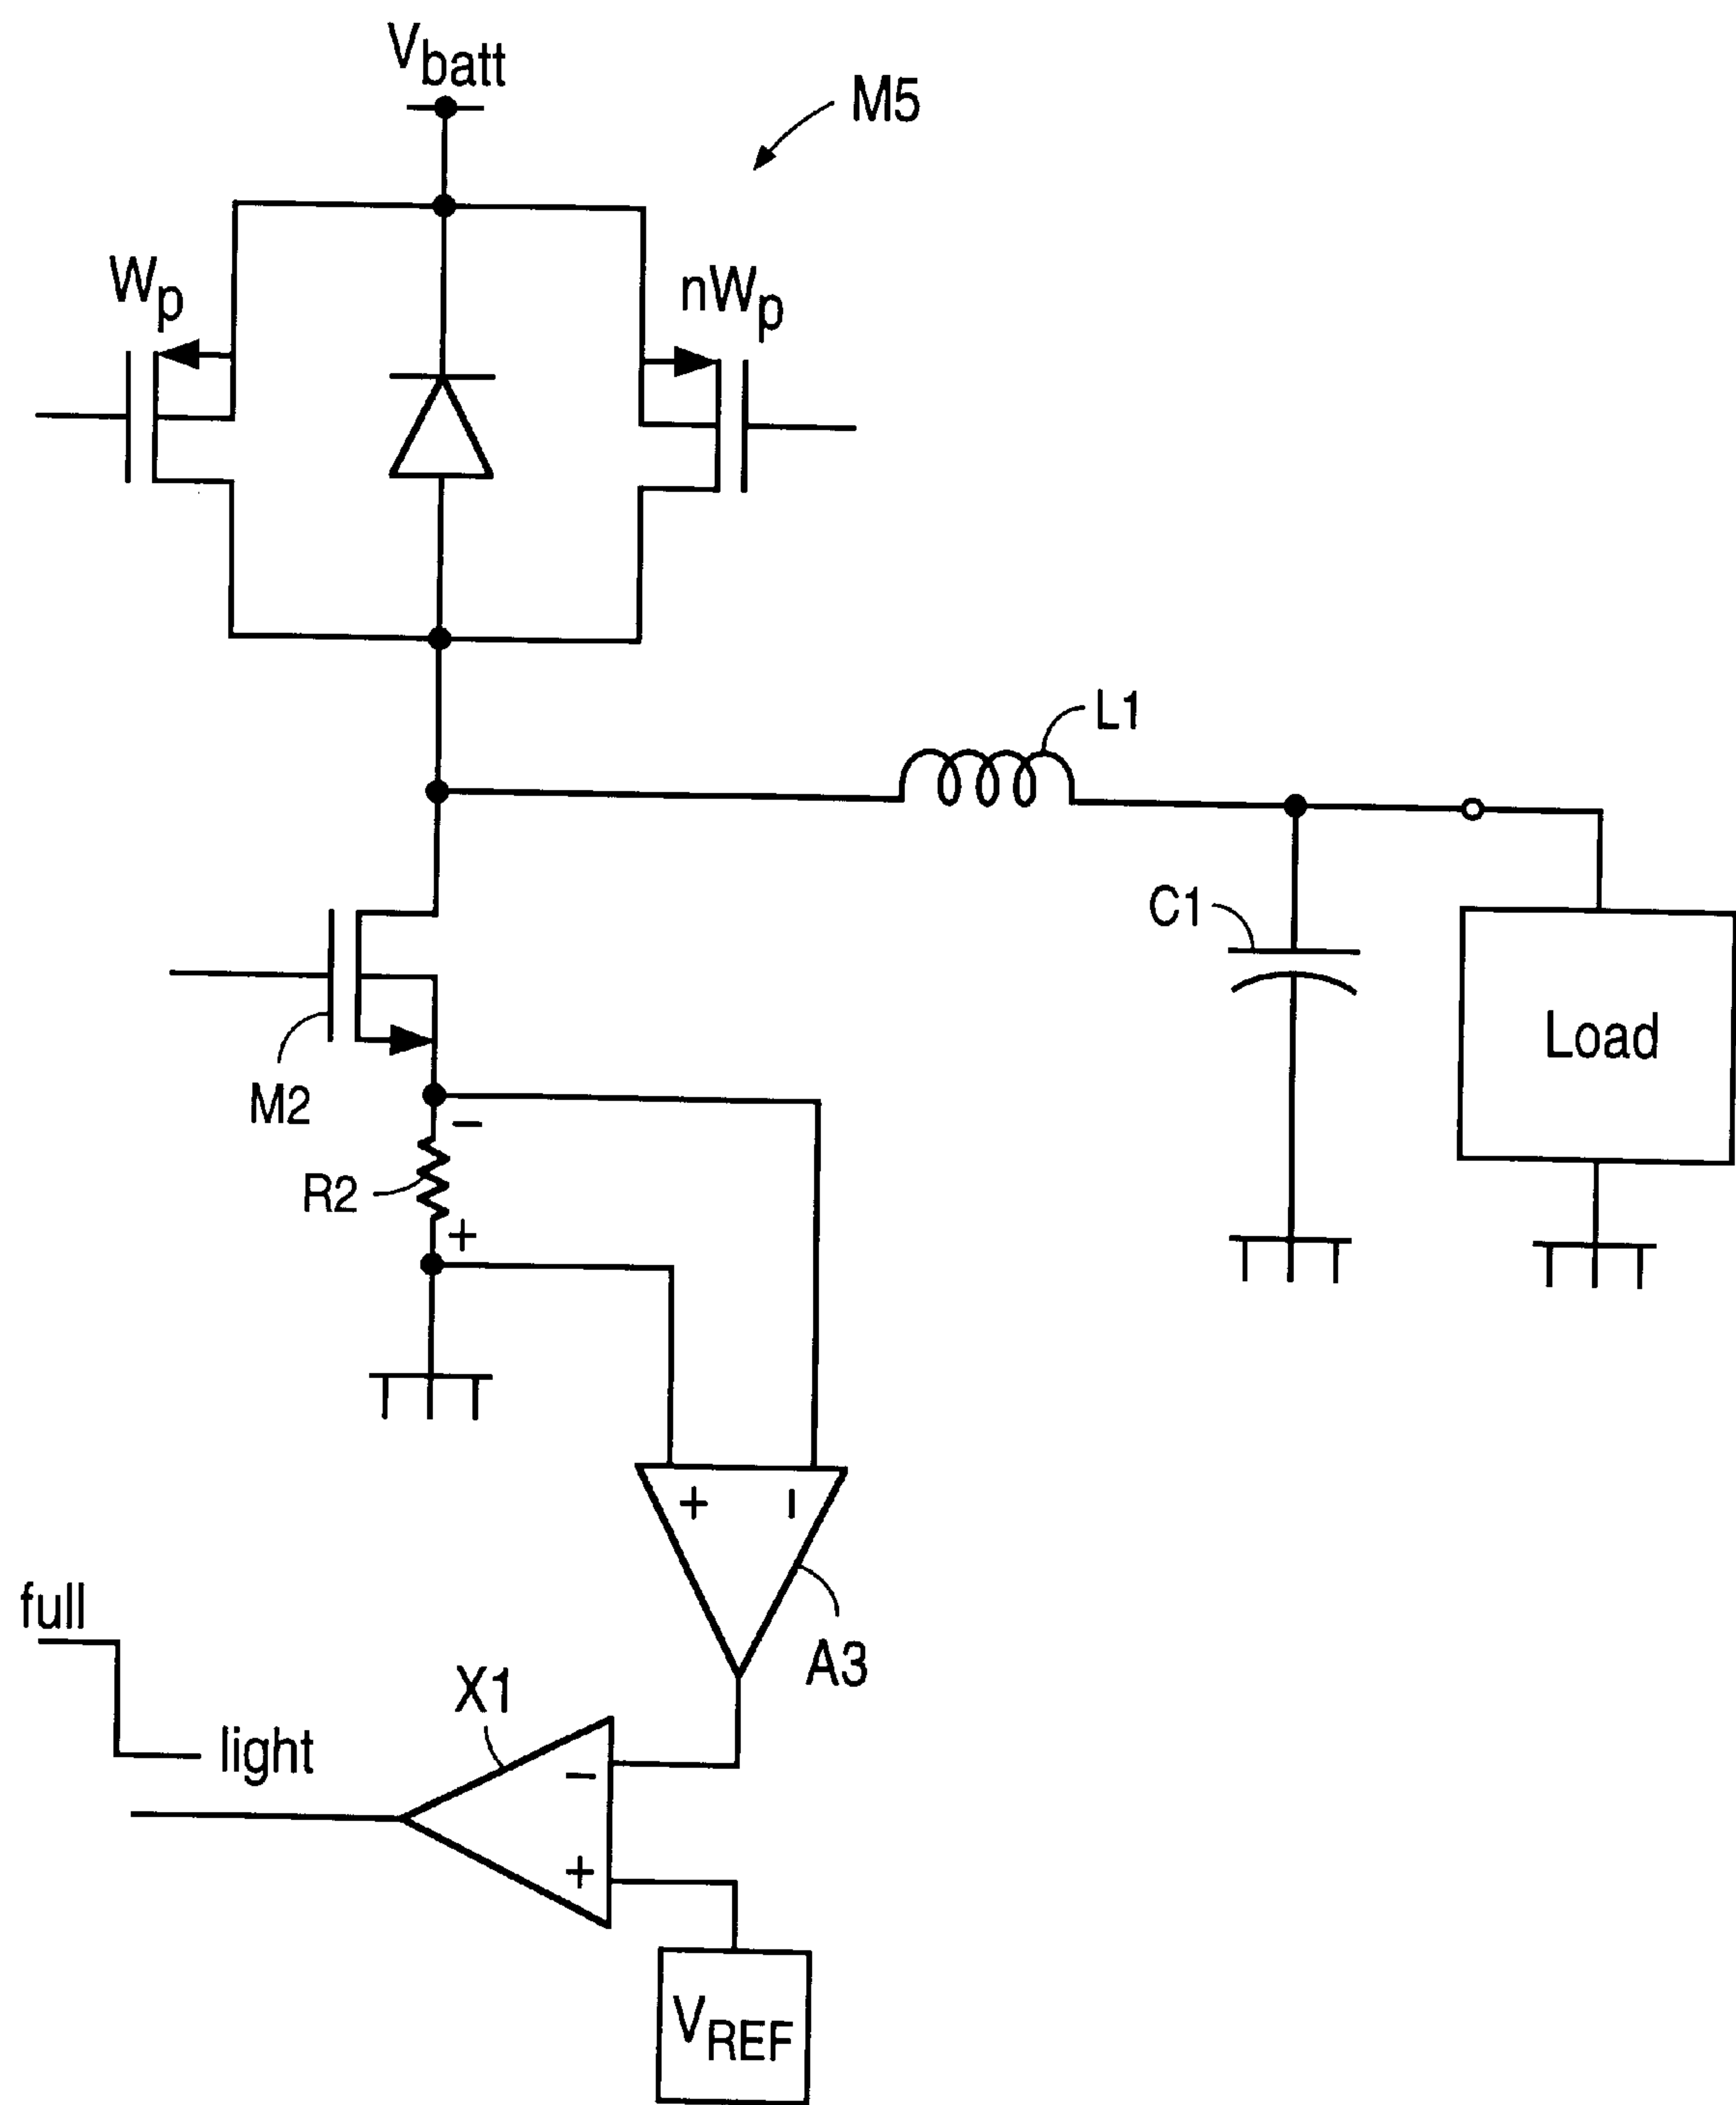 Vbatt
M5
Wp
nWp
L1
C1
Load
M2
−
R2
+
+ −
A3
full
X1
light
−
+
VREF